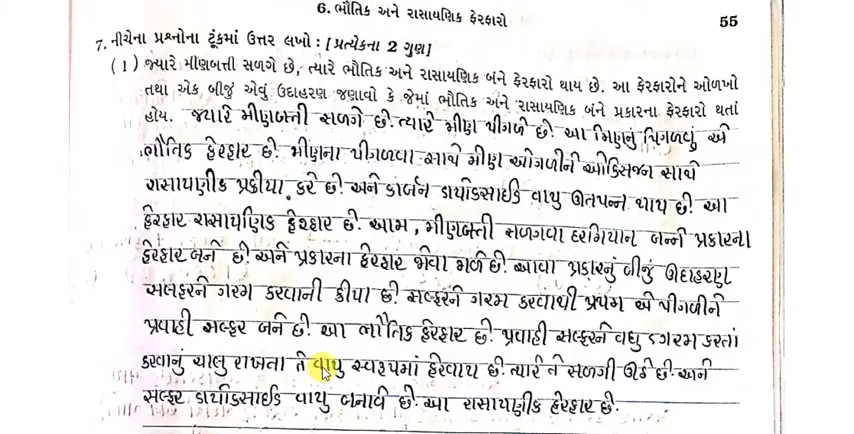 6. ભૌતિક અને રાસાયણિક ફેરફારો 55
7. નીચેના પ્રશ્નોના ટૂંકમાં ઉત્તર લખો : [પ્રત્યેકના 2 ગુણ]
(1) જ્યારે મીણબત્તી સળગે છે, ત્યારે ભૌતિક અને રાસાયણિક બંને ફેરફારો થાય છે. આ ફેરફારોને ઓળખો
તથા એક બીજું એવું ઉદાહરણ જણાવો કે જેમાં ભૌતિક અને રાસાયણિક બંને પ્રકારના ફેરફારો થતાં
હોય. જ્યારે મીણબત્તી સળગે છે. ત્યારે મીણ પીગળે છે. આ મિણનું પિગળવું એ
ભૌતિક ફેરફાર છે. મીણના પીગળવા સાથે મીણ ઓગળીને ઓક્સિજન સાથે
રાસાયણીક પ્રક્રીયા કરે છે. અને કાર્બન ડાયોક્સાઈડ વાયુ ઉતપન્ન થાય છે. આ
ફેરફાર રાસાયણિક ફેરફાર છે. આમ, મીણબત્તી સળગવા દરમિયાન બન્ને પ્રકારના
ફેરફાર બને છે. અને પ્રકારના ફેરફાર જોવા મળે છે. આવા પ્રકારનું બીજું ઉદાહરણ
સલ્ફરને ગરમ કરવાની ક્રીયા છે. સલ્ફરને ગરમ કરવાથી પ્રથમ એ પીગળીને
પ્રવાહી સલ્ફર બને છે. આ ભૌતિક ફેરફાર છે. પ્રવાહી સલ્ફરને વધુ ગરમ કરતાં
કરવાનું ચાલુ રાખતા તે વાયુ સ્વરૂપમાં ફેરવાય છે. ત્યારે તે સળગી ઊઠે છે. અને
સલ્ફર ડાયોક્સાઈડ વાયુ બનાવે છે. આ રાસાયણીક ફેરફાર છે.